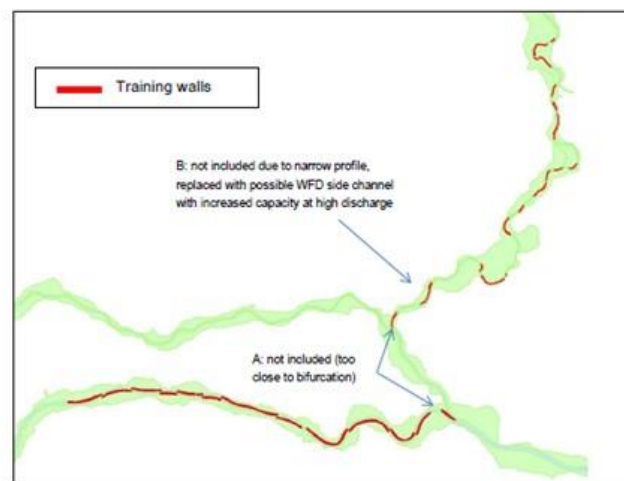 Training walls
B: not included due to narrow profile,
replaced with possible WFD side channel
with increased capacity at high discharge
A: not included (too
close to bifurcation)